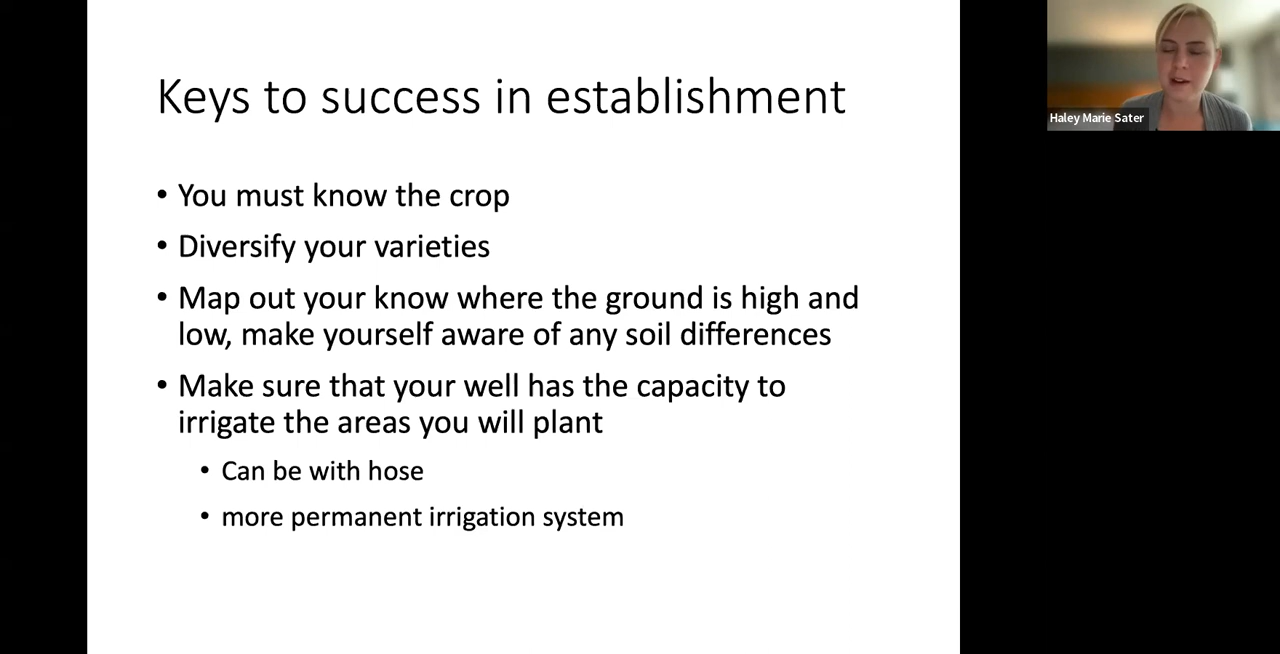 Keys to success in establishment
• You must know the crop
• Diversify your varieties
• Map out your know where the ground is high and
low, make yourself aware of any soil differences
• Make sure that your well has the capacity to
irrigate the areas you will plant
• Can be with hose
• more permanent irrigation system
Haley Marie Sater